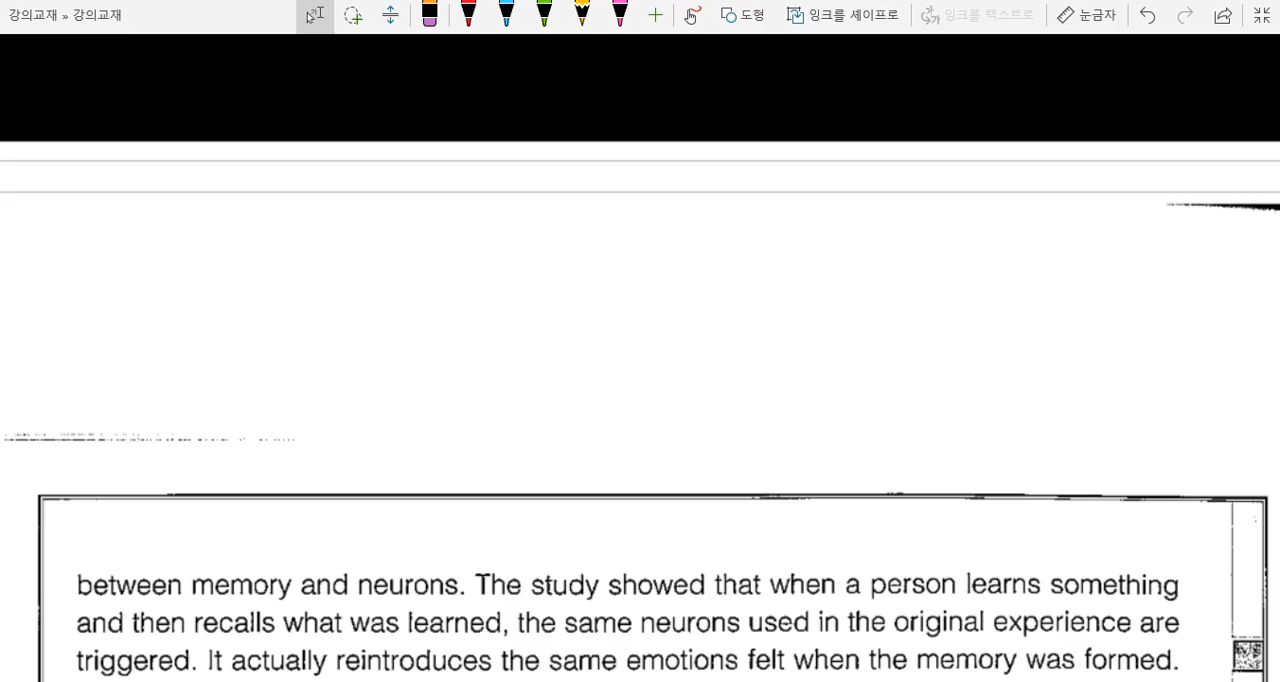 강의교재 » 강의교재 도형 잉크를 셰이프로 잉크를 텍스트로 눈금자
between memory and neurons. The study showed that when a person learns something
and then recalls what was learned, the same neurons used in the original experience are
triggered. It actually reintroduces the same emotions felt when the memory was formed.